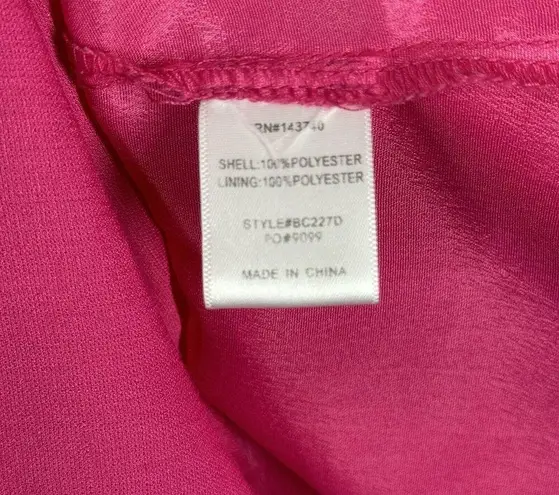 RN#143740
SHELL:100%POLYESTER
LINING:100%POLYESTER
STYLE#BC227D
PO#9099
MADE IN CHINA